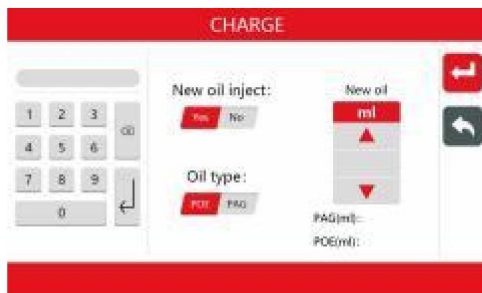 CHARGE
New oil inject:
Yes No
Oil type:
POE PAG
New oil
ml
PAG(ml):
POE(ml):
1 2 3
4 5 6
7 8 9
0